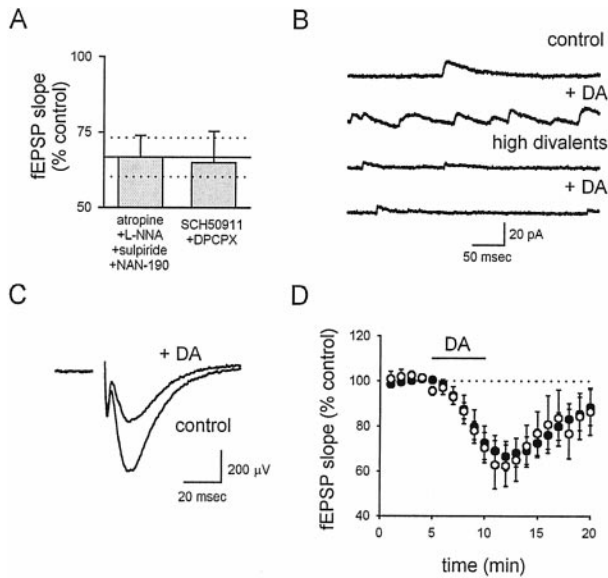 A
100
75
50
fEPSP slope
(% control)
atropine
+L-NNA
+sulpiride
+NAN-190
SCH50911
+DPCPX
B
control
+ DA
high divalents
+ DA
20 pA
50 msec
C
+ DA
control
200 µV
20 msec
D
DA
120
100
80
60
40
fEPSP slope (% control)
0 5 10 15 20
time (min)